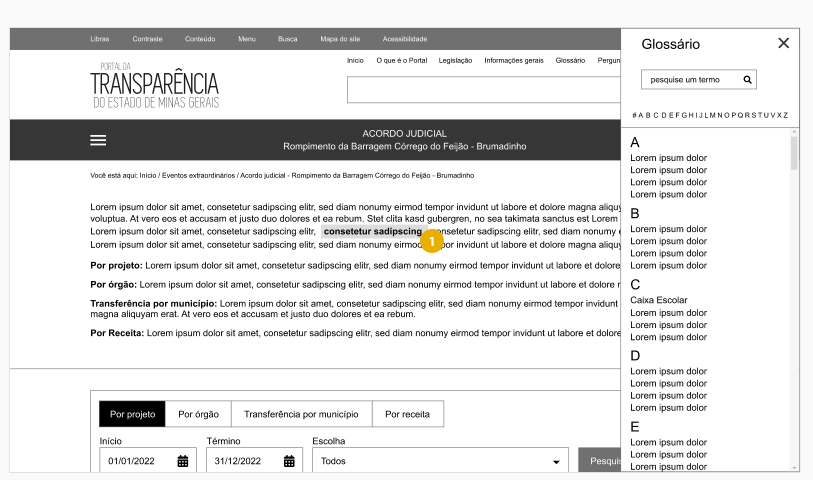 Libras Contraste Conteúdo Menu Busca Mapa do site Acessibilidade
PORTAL DA
TRANSPARÊNCIA
DO ESTADO DE MINAS GERAIS
Início O que é o Portal Legislação Informações gerais Glossário Pergun
ACORDO JUDICIAL
Rompimento da Barragem Córrego do Feijão - Brumadinho
Você está aqui: Início / Eventos extraordinários / Acordo judicial - Rompimento da Barragem Córrego do Feijão - Brumadinho
Lorem ipsum dolor sit amet, consetetur sadipscing elitr, sed diam nonumy eirmod tempor invidunt ut labore et dolore magna aliquy
voluptua. At vero eos et accusam et justo duo dolores et ea rebum. Stet clita kasd gubergren, no sea takimata sanctus est Lorem
Lorem ipsum dolor sit amet, consetetur sadipscing elitr, consetetur sadipscing consetetur sadipscing elitr, sed diam nonumy
1
Lorem ipsum dolor sit amet, consetetur sadipscing elitr, sed diam nonumy eirmod tempor invidunt ut labore et dolore magna aliquy
Por projeto: Lorem ipsum dolor sit amet, consetetur sadipscing elitr, sed diam nonumy eirmod tempor invidunt ut labore et dolore
Por órgão: Lorem ipsum dolor sit amet, consetetur sadipscing elitr, sed diam nonumy eirmod tempor invidunt ut labore et dolore
Transferência por município: Lorem ipsum dolor sit amet, consetetur sadipscing elitr, sed diam nonumy eirmod tempor invidunt
magna aliquyam erat. At vero eos et accusam et justo duo dolores et ea rebum.
Por Receita: Lorem ipsum dolor sit amet, consetetur sadipscing elitr, sed diam nonumy eirmod tempor invidunt ut labore et dolore
Por projeto Por órgão Transferência por município Por receita
Início Término Escolha
01/01/2022 31/12/2022 Todos Pesquis
Glossário
pesquise um termo
# A B C D E F G H I J L M N O P Q R S T U V X Z
A
Lorem ipsum dolor
Lorem ipsum dolor
Lorem ipsum dolor
Lorem ipsum dolor
B
Lorem ipsum dolor
Lorem ipsum dolor
Lorem ipsum dolor
Lorem ipsum dolor
C
Caixa Escolar
Lorem ipsum dolor
Lorem ipsum dolor
Lorem ipsum dolor
D
Lorem ipsum dolor
Lorem ipsum dolor
Lorem ipsum dolor
Lorem ipsum dolor
E
Lorem ipsum dolor
Lorem ipsum dolor
Lorem ipsum dolor